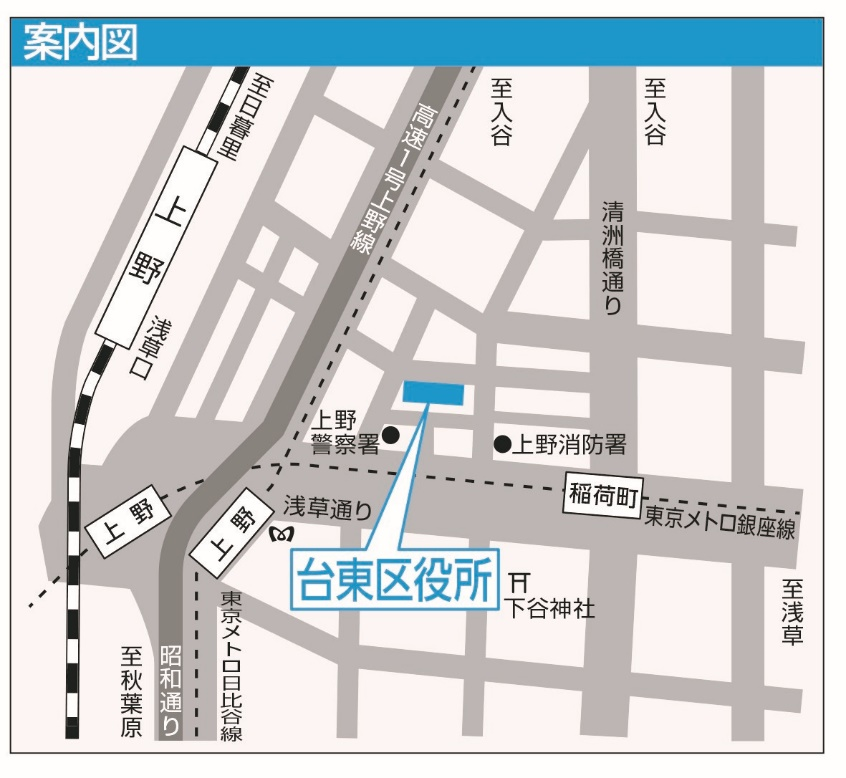 案内図
至日暮里
高速1号上野線
至入谷
至入谷
上野
清洲橋通り
浅草口
上野
警察署
上野消防署
上野
上野
浅草通り
稲荷町
東京メトロ銀座線
台東区役所
下谷神社
至浅草
東京メトロ日比谷線
至秋葉原
昭和通り